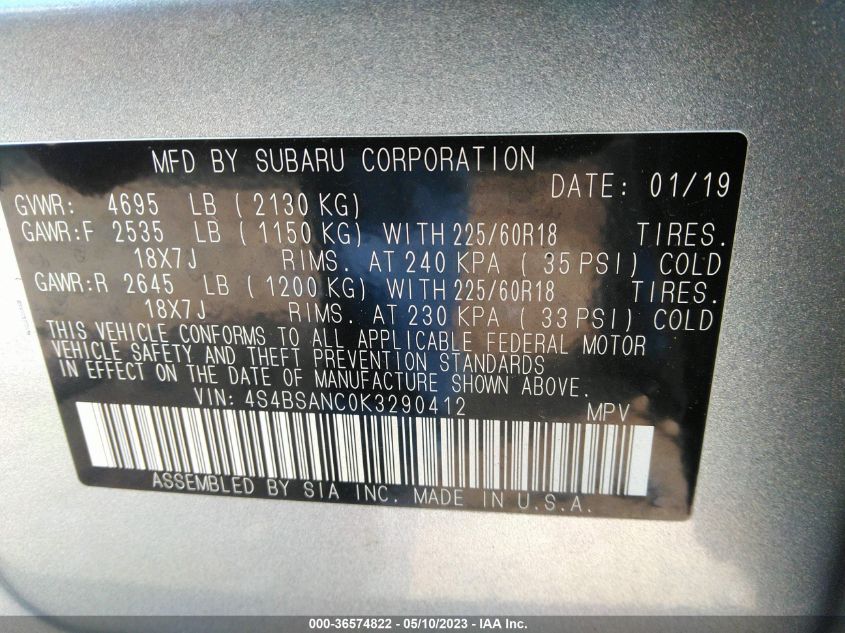 MFD BY SUBARU CORPORATION
DATE: 01/19
GVWR: 4695 LB ( 2130 KG)
GAWR:F 2535 LB ( 1150 KG) WITH 225/60R18 TIRES.
18X7J RIMS. AT 240 KPA ( 35 PSI) COLD
GAWR:R 2645 LB ( 1200 KG) WITH 225/60R18 TIRES.
18X7J RIMS. AT 230 KPA ( 33 PSI) COLD
THIS VEHICLE CONFORMS TO ALL APPLICABLE FEDERAL MOTOR
VEHICLE SAFETY AND THEFT PREVENTION STANDARDS
IN EFFECT ON THE DATE OF MANUFACTURE SHOWN ABOVE.
VIN: 4S4BSANC0K3290412 MPV
ASSEMBLED BY SIA INC. MADE IN U.S.A.
000-36574822 - 05/10/2023 - IAA Inc.